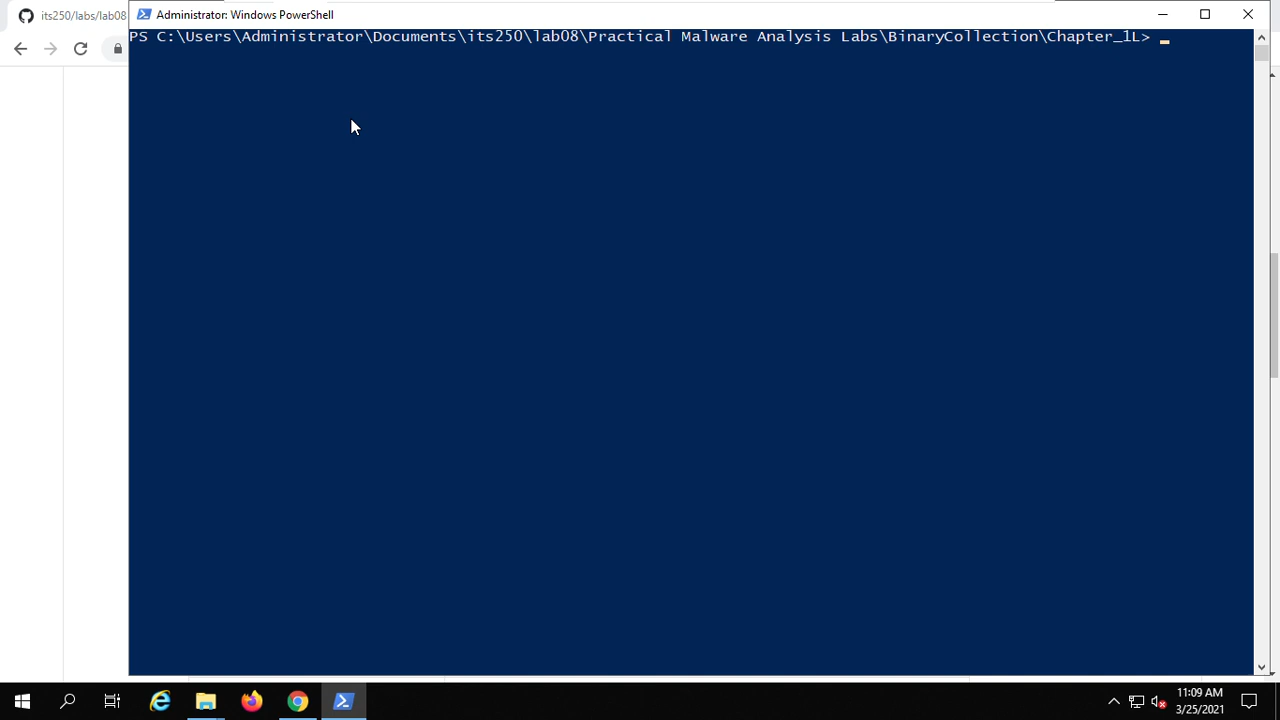 its250/labs/lab08
Administrator: Windows PowerShell
PS C:\Users\Administrator\Documents\its250\lab08\Practical Malware Analysis Labs\BinaryCollection\Chapter_1L>
11:09 AM
3/25/2021